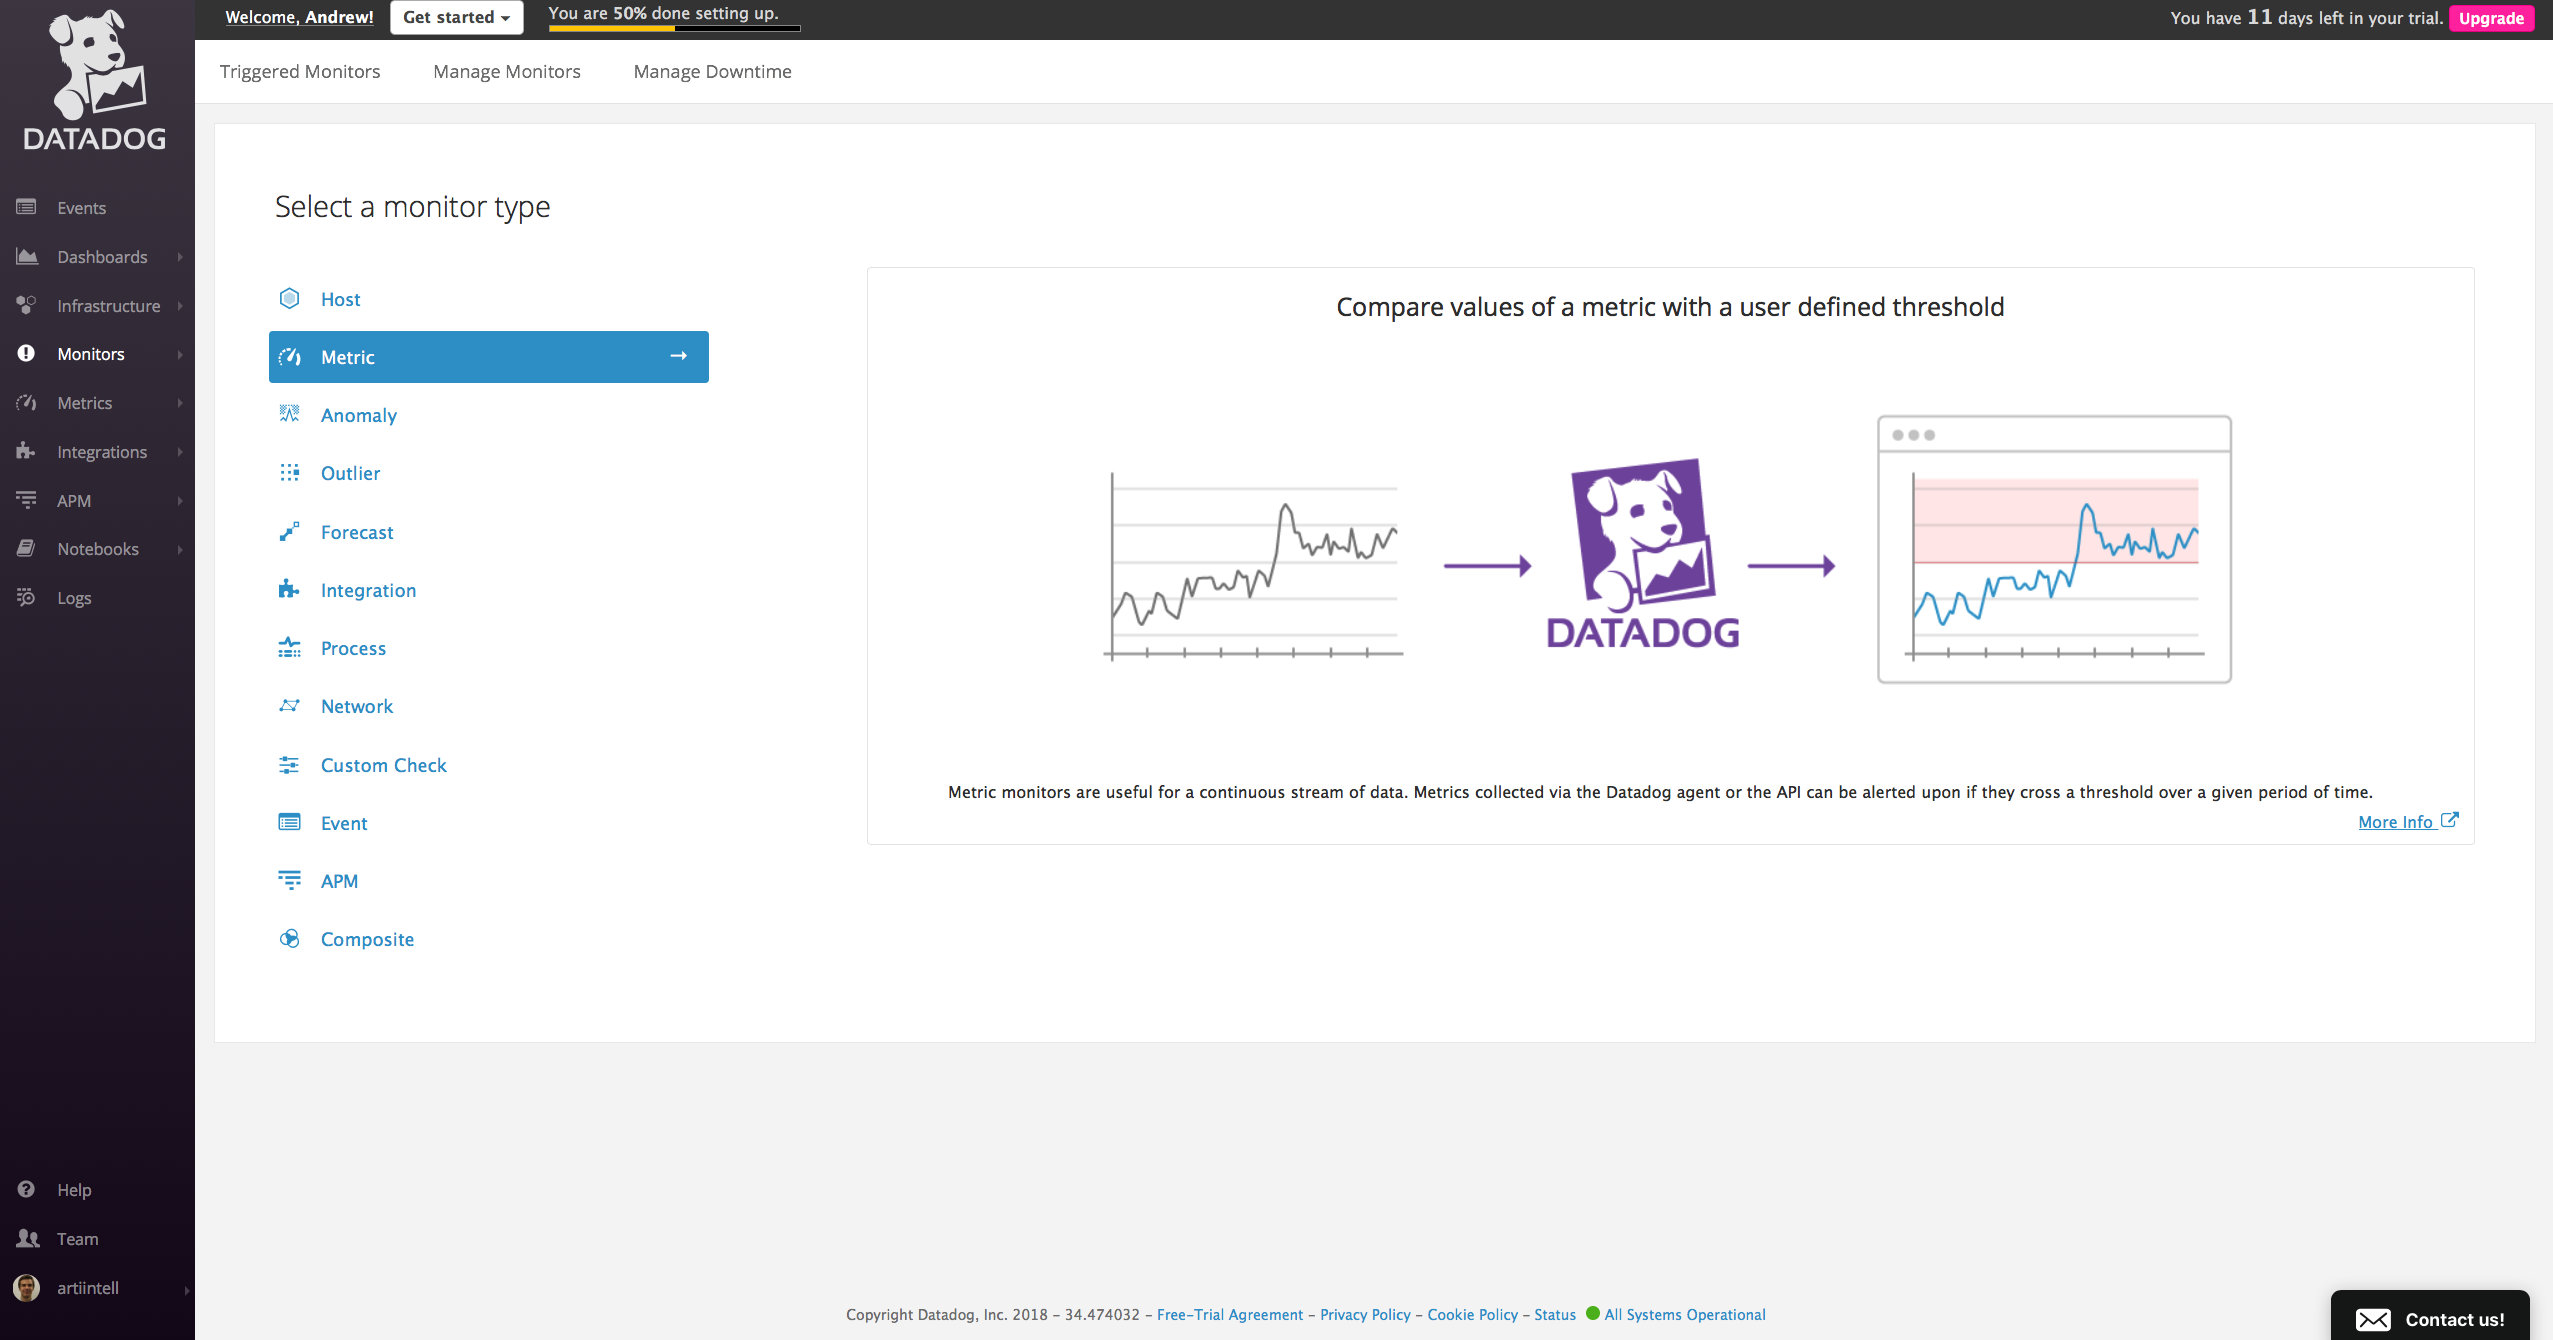 Welcome, Andrew!
Get started
You are 50% done setting up.
You have 11 days left in your trial.
Upgrade
DATADOG
Triggered Monitors
Manage Monitors
Manage Downtime
Events
Dashboards
Infrastructure
Monitors
Metrics
Integrations
APM
Notebooks
Logs
Help
Team
artiintell
Select a monitor type
Host
Metric
Anomaly
Outlier
Forecast
Integration
Process
Network
Custom Check
Event
APM
Composite
Compare values of a metric with a user defined threshold
DATADOG
Metric monitors are useful for a continuous stream of data. Metrics collected via the Datadog agent or the API can be alerted upon if they cross a threshold over a given period of time.
More Info
Copyright Datadog, Inc. 2018 - 34.474032 - Free-Trial Agreement - Privacy Policy - Cookie Policy - Status All Systems Operational
Contact us!